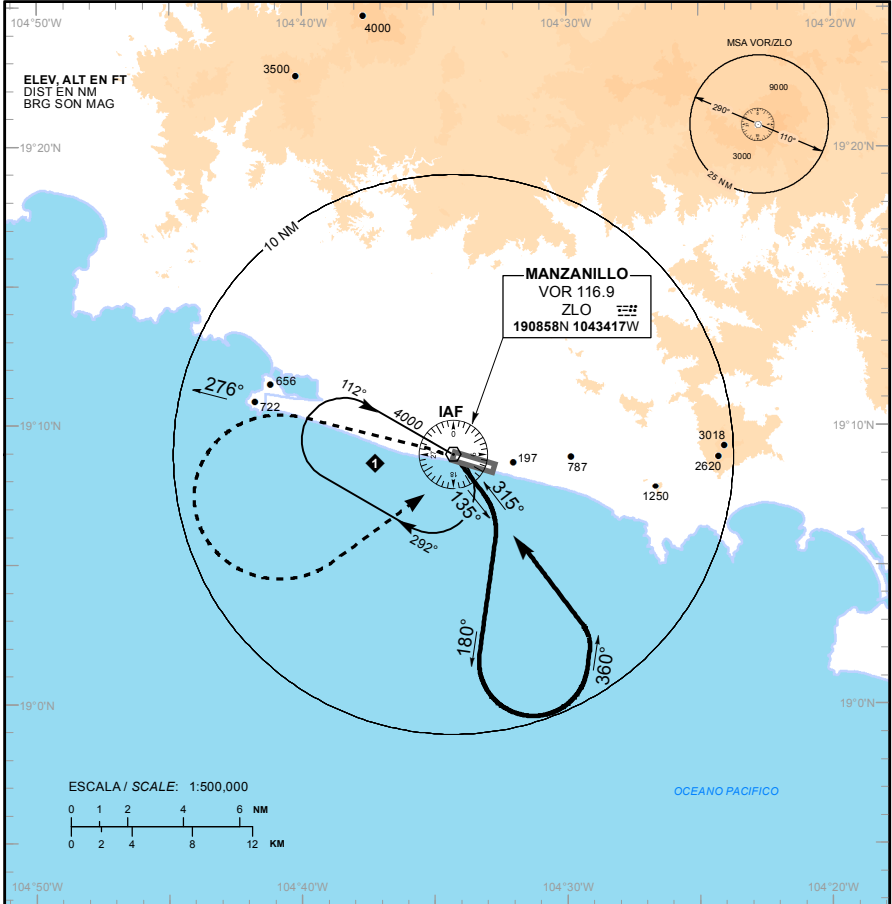 104°50'W
104°40'W
104°30'W
104°20'W
4000
3500
MSA VOR/ZLO
9000
290°
110°
3000
25 NM
ELEV, ALT EN FT
DIST EN NM
BRG SON MAG
19°20'N
19°20'N
10 NM
MANZANILLO
VOR 116.9
ZLO
190858N 1043417W
276°
656
722
112°
4000
IAF
0
18
27
19°10'N
19°10'N
197
787
3018
2620
1250
1
315°
135°
292°
180°
360°
19°0'N
19°0'N
ESCALA / SCALE: 1:500,000
0 1 2 4 6 NM
0 2 4 8 12 KM
OCEANO PACIFICO
104°50'W
104°40'W
104°30'W
104°20'W